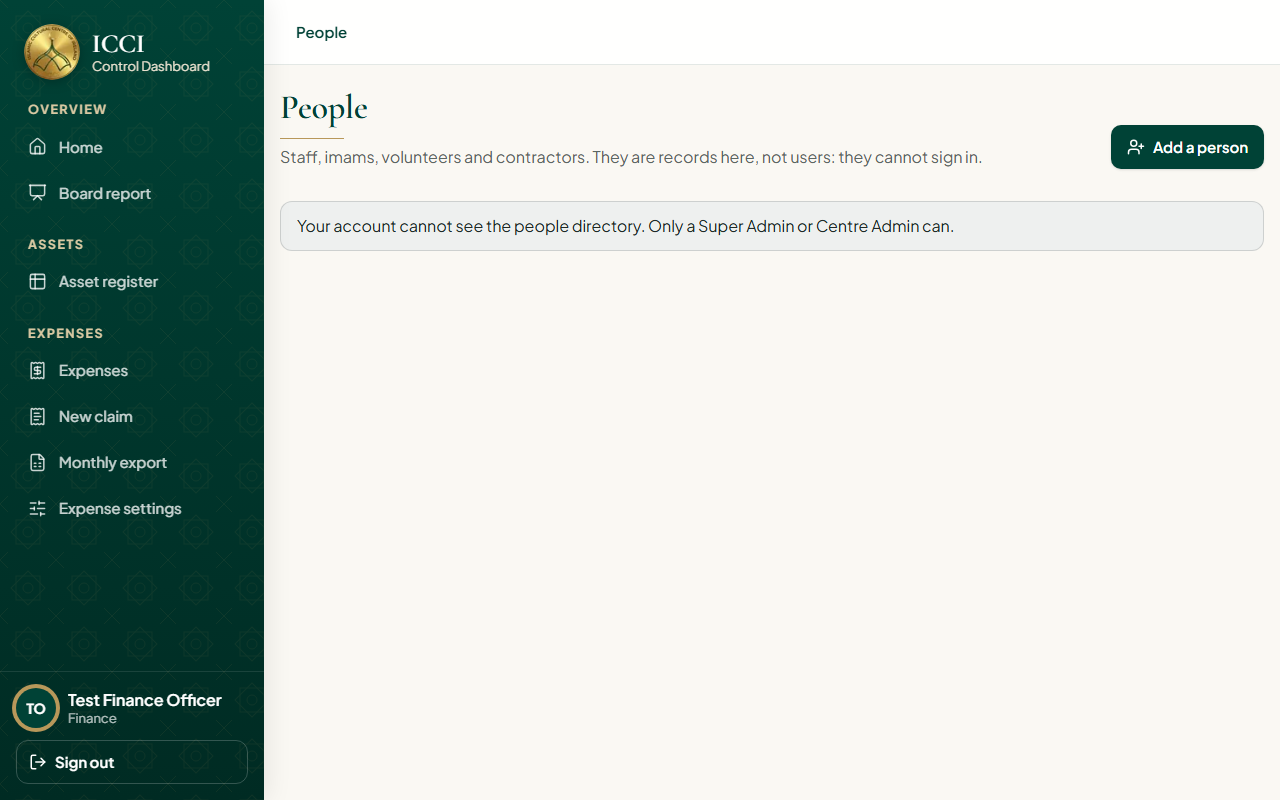 ICCI
Control Dashboard
OVERVIEW
Home
Board report
ASSETS
Asset register
EXPENSES
Expenses
New claim
Monthly export
Expense settings
TO
Test Finance Officer
Finance
Sign out
People
People
Staff, imams, volunteers and contractors. They are records here, not users: they cannot sign in.
Add a person
Your account cannot see the people directory. Only a Super Admin or Centre Admin can.